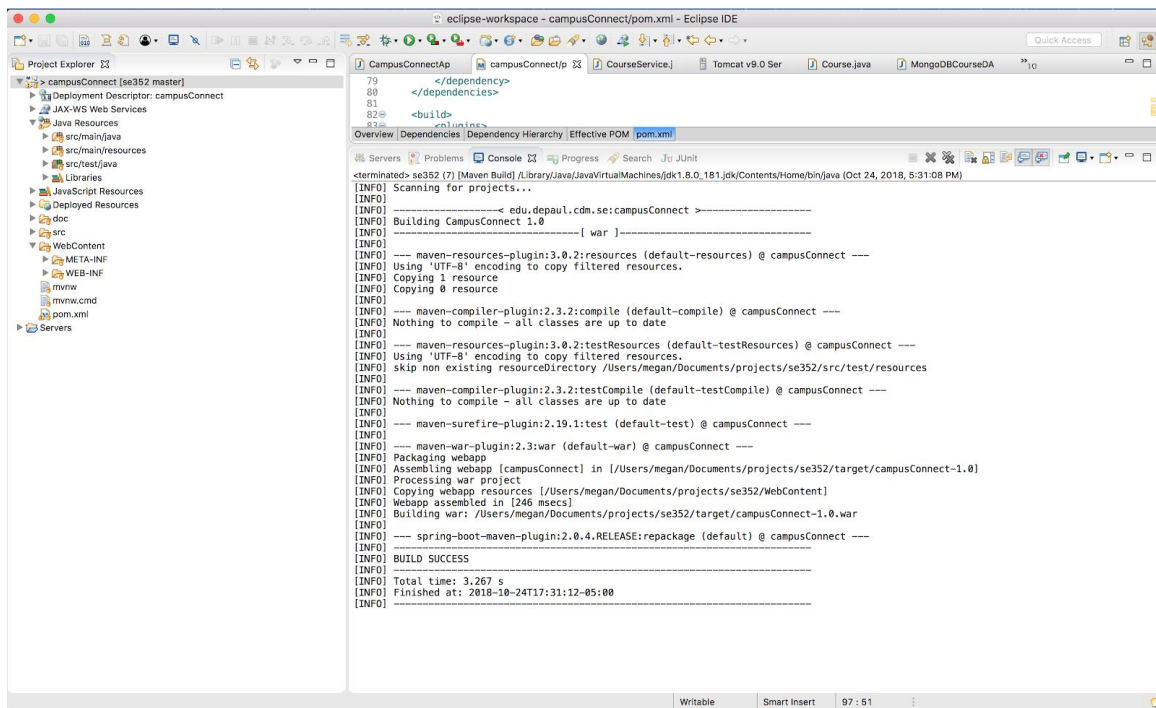 eclipse-workspace - campusConnect/pom.xml - Eclipse IDE
Quick Access
Project Explorer
> campusConnect [se352 master]
Deployment Descriptor: campusConnect
JAX-WS Web Services
Java Resources
src/main/java
src/main/resources
src/test/java
Libraries
JavaScript Resources
Deployed Resources
doc
src
WebContent
META-INF
WEB-INF
mvnw
mvnw.cmd
pom.xml
Servers
CampusConnectAp campusConnect/p CourseService.j Tomcat v9.0 Ser Course.java MongoDBCourseDA »10
79 </dependency>
80 </dependencies>
81
82 <build>
83 <plugins>
Overview Dependencies Dependency Hierarchy Effective POM pom.xml
Servers Problems Console Progress Search JUnit
<terminated> se352 (7) [Maven Build] /Library/Java/JavaVirtualMachines/jdk1.8.0_181.jdk/Contents/Home/bin/java (Oct 24, 2018, 5:31:08 PM)
[INFO] Scanning for projects...
[INFO]
[INFO] ------------------< edu.depaul.cdm.se:campusConnect >-------------------
[INFO] Building CampusConnect 1.0
[INFO] --------------------------------[ war ]---------------------------------
[INFO]
[INFO] --- maven-resources-plugin:3.0.2:resources (default-resources) @ campusConnect ---
[INFO] Using 'UTF-8' encoding to copy filtered resources.
[INFO] Copying 1 resource
[INFO] Copying 0 resource
[INFO]
[INFO] --- maven-compiler-plugin:2.3.2:compile (default-compile) @ campusConnect ---
[INFO] Nothing to compile - all classes are up to date
[INFO]
[INFO] --- maven-resources-plugin:3.0.2:testResources (default-testResources) @ campusConnect ---
[INFO] Using 'UTF-8' encoding to copy filtered resources.
[INFO] skip non existing resourceDirectory /Users/megan/Documents/projects/se352/src/test/resources
[INFO]
[INFO] --- maven-compiler-plugin:2.3.2:testCompile (default-testCompile) @ campusConnect ---
[INFO] Nothing to compile - all classes are up to date
[INFO]
[INFO] --- maven-surefire-plugin:2.19.1:test (default-test) @ campusConnect ---
[INFO]
[INFO] --- maven-war-plugin:2.3:war (default-war) @ campusConnect ---
[INFO] Packaging webapp
[INFO] Assembling webapp [campusConnect] in [/Users/megan/Documents/projects/se352/target/campusConnect-1.0]
[INFO] Processing war project
[INFO] Copying webapp resources [/Users/megan/Documents/projects/se352/WebContent]
[INFO] Webapp assembled in [246 msecs]
[INFO] Building war: /Users/megan/Documents/projects/se352/target/campusConnect-1.0.war
[INFO]
[INFO] --- spring-boot-maven-plugin:2.0.4.RELEASE:repackage (default) @ campusConnect ---
[INFO] ------------------------------------------------------------------------
[INFO] BUILD SUCCESS
[INFO] ------------------------------------------------------------------------
[INFO] Total time: 3.267 s
[INFO] Finished at: 2018-10-24T17:31:12-05:00
[INFO] ------------------------------------------------------------------------
Writable Smart Insert 97 : 51